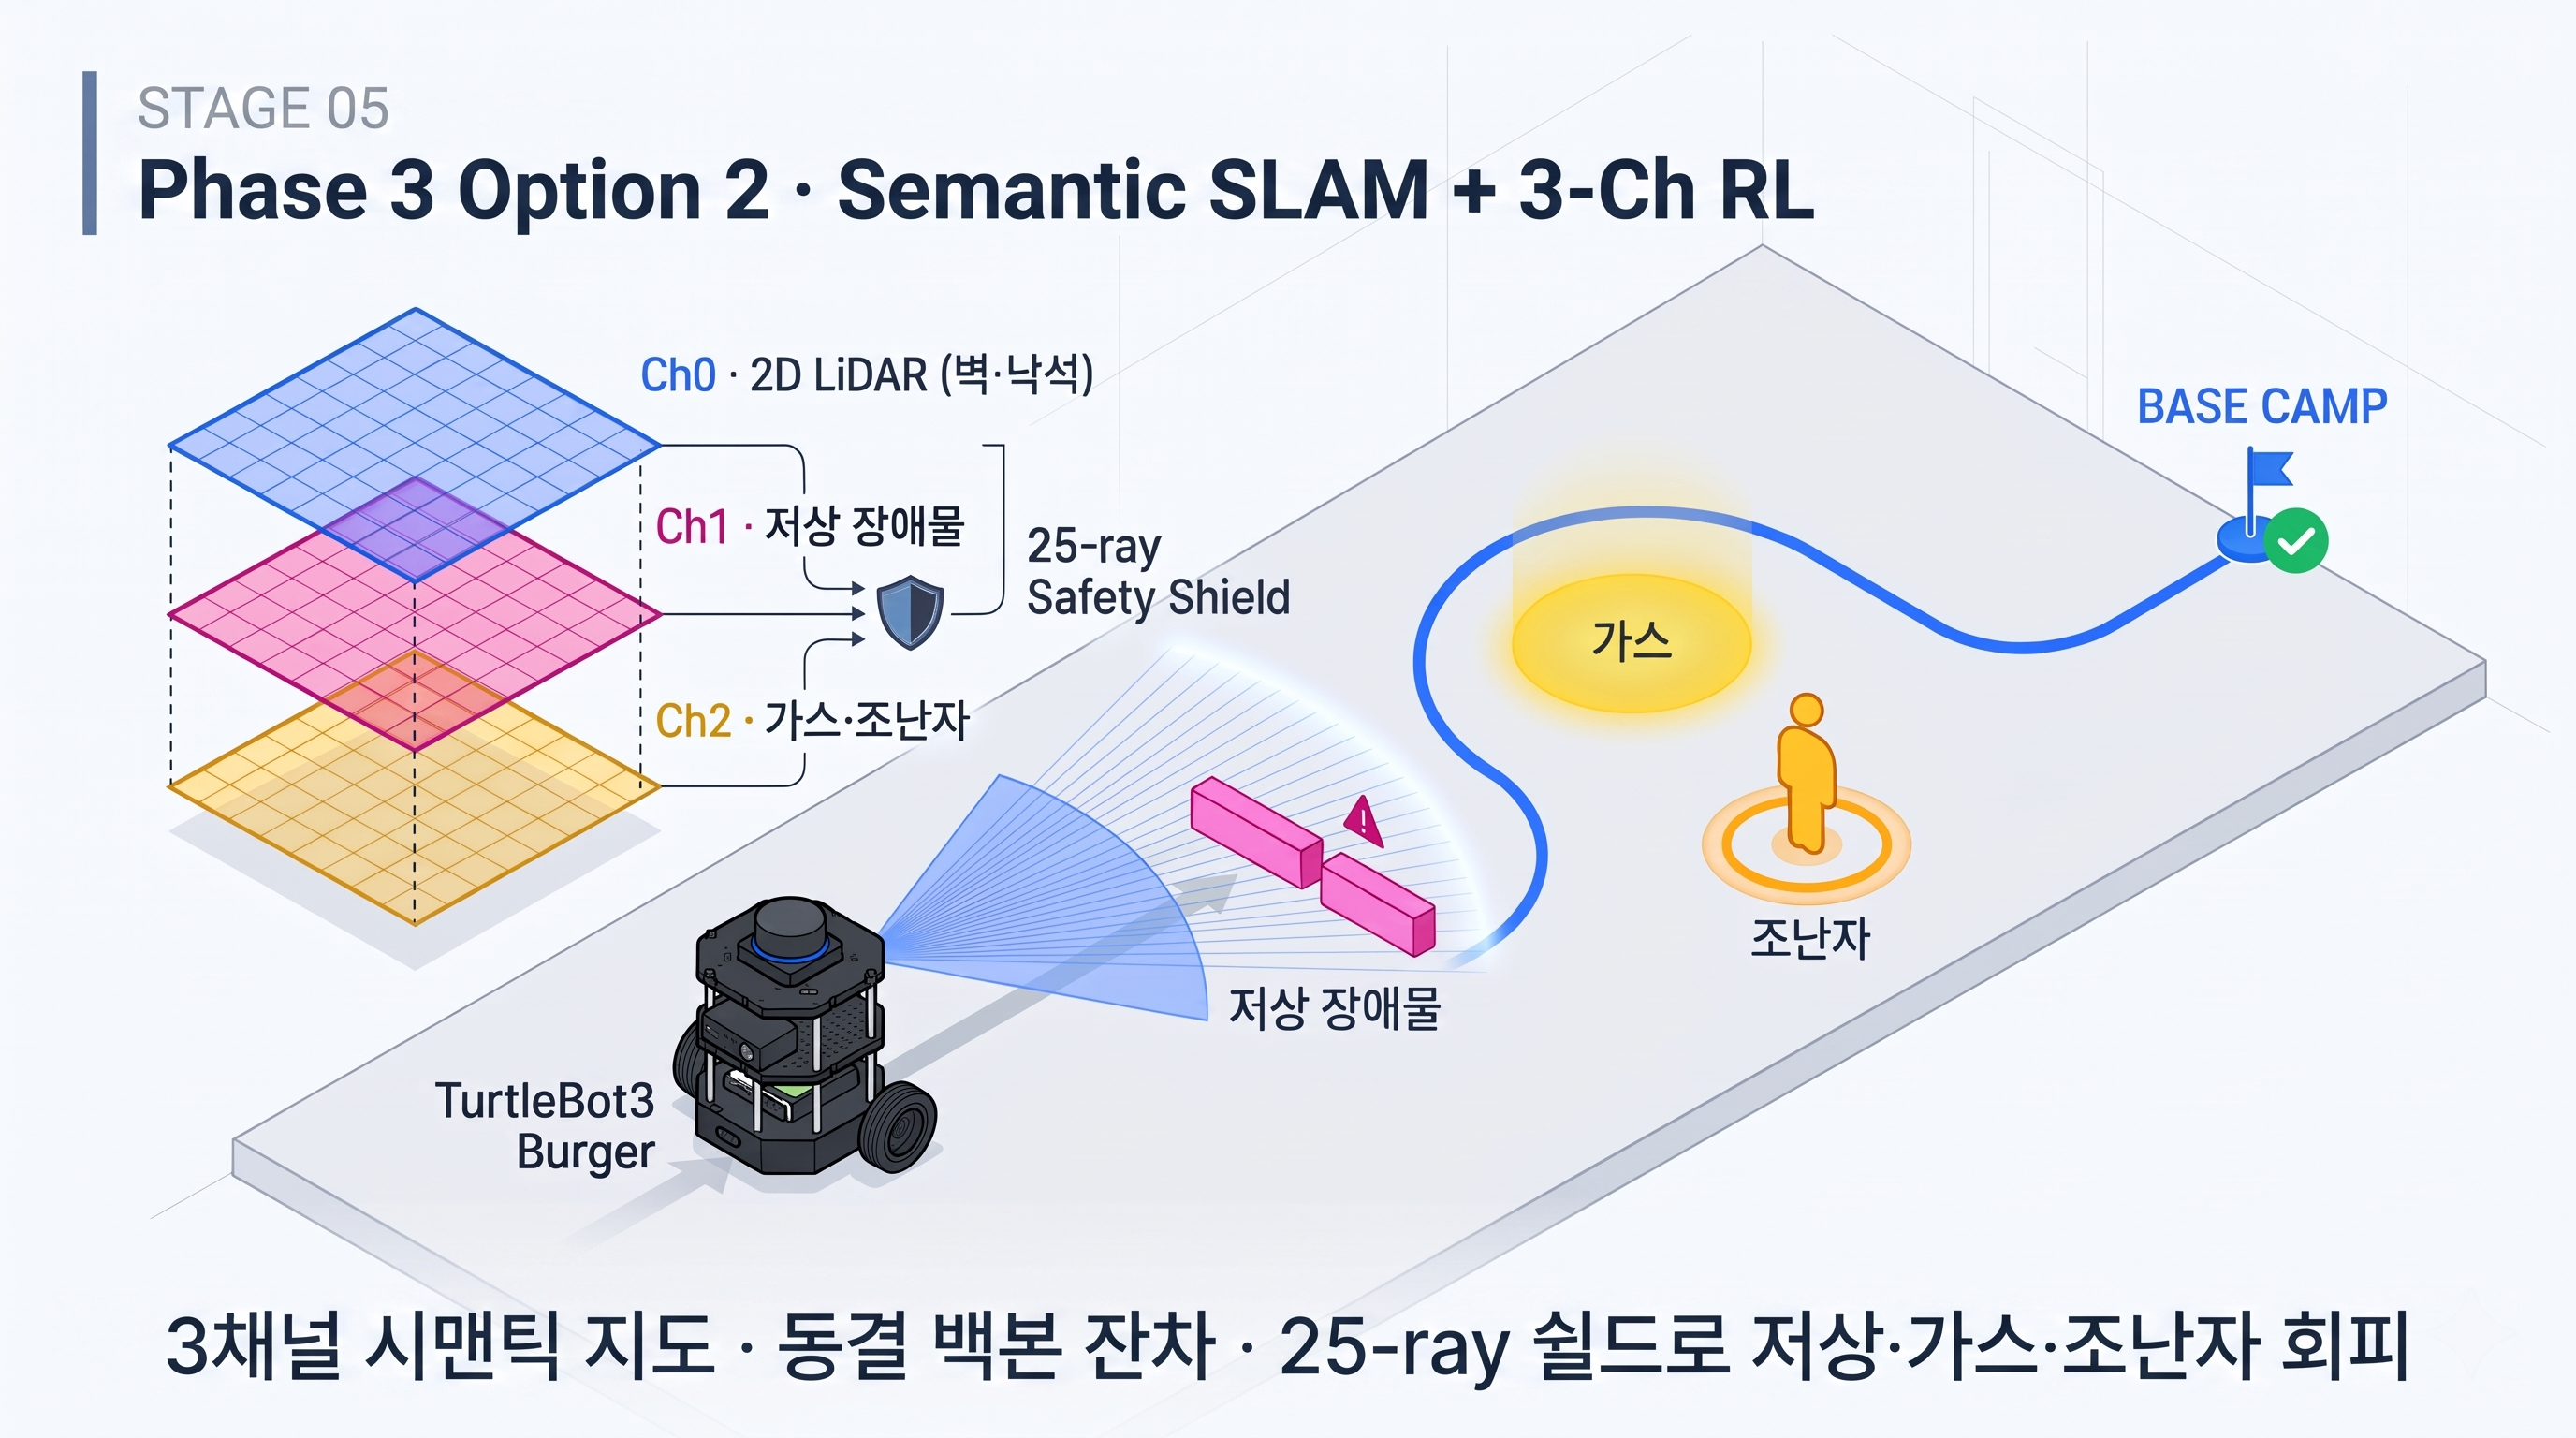 STAGE 05
Phase 3 Option 2 · Semantic SLAM + 3-Ch RL
Ch0 · 2D LiDAR (벽·낙석)
Ch1 · 저상 장애물
25-ray
Safety Shield
Ch2 · 가스·조난자
BASE CAMP
가스
조난자
저상 장애물
TurtleBot3
Burger
3채널 시맨틱 지도 · 동결 백본 잔차 · 25-ray 쉴드로 저상·가스·조난자 회피